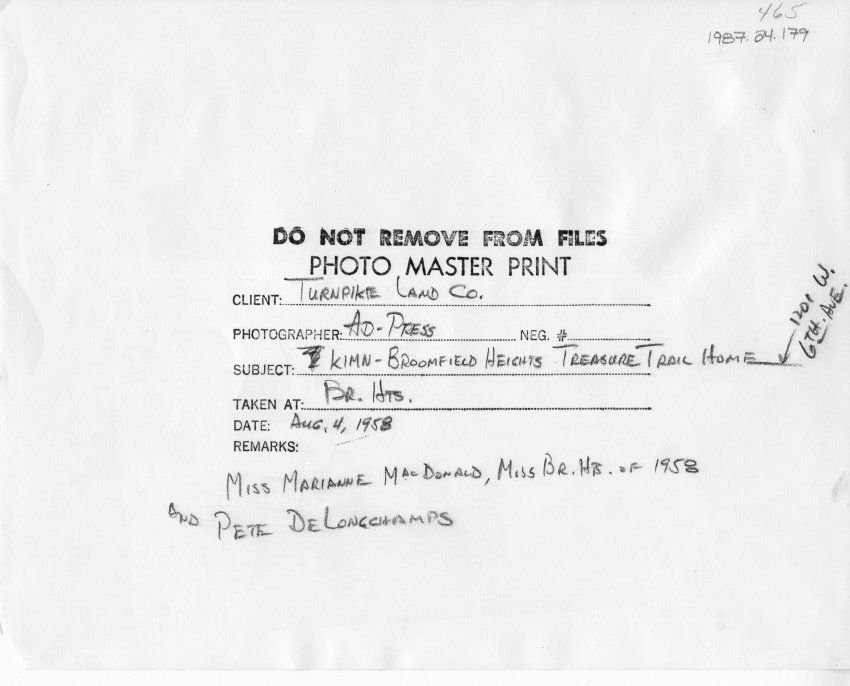 465
1987.24.179
DO NOT REMOVE FROM FILES
PHOTO MASTER PRINT
CLIENT: TURNPIKE LAND CO.
PHOTOGRAPHER: AD-PRESS NEG. #
SUBJECT: KIMN-BROOMFIELD HEIGHTS TREASURE TRAIL HOME
1201 W.
6TH. AVE.
TAKEN AT: BR. HTS.
DATE: AUG. 4, 1958
REMARKS:
MISS MARIANNE MACDONALD, MISS BR. HTS. OF 1958
AND PETE DELONGCHAMPS